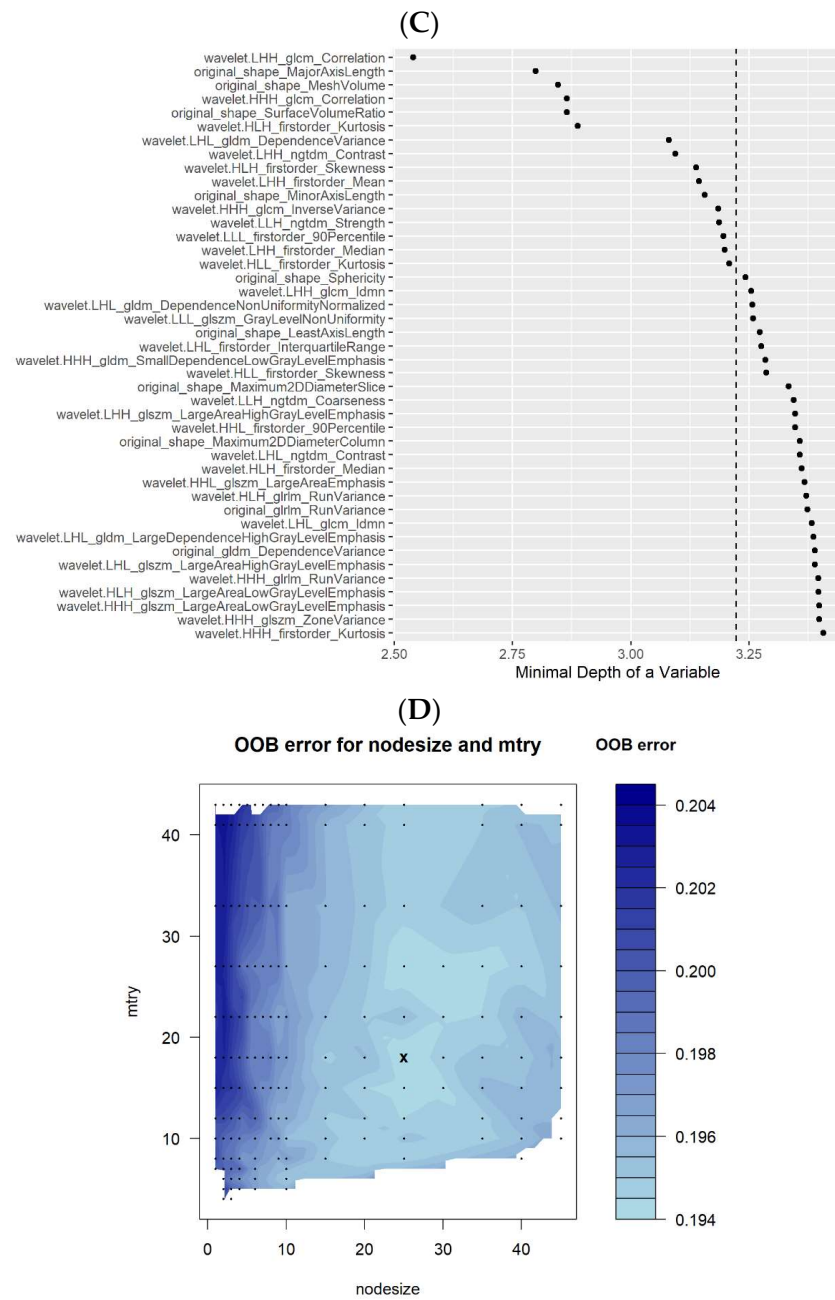 (C)
wavelet.LHH_glcm_Correlation
original_shape_MajorAxisLength
original_shape_MeshVolume
wavelet.HHH_glcm_Correlation
original_shape_SurfaceVolumeRatio
wavelet.HLH_firstorder_Kurtosis
wavelet.LHL_gldm_DependenceVariance
wavelet.LHH_ngtdm_Contrast
wavelet.HLH_firstorder_Skewness
wavelet.LHH_firstorder_Mean
original_shape_MinorAxisLength
wavelet.HHH_glcm_InverseVariance
wavelet.LLH_ngtdm_Strength
wavelet.LLL_firstorder_90Percentile
wavelet.LHH_firstorder_Median
wavelet.HLL_firstorder_Kurtosis
original_shape_Sphericity
wavelet.LHH_glcm_Idmn
wavelet.LHL_gldm_DependenceNonUniformityNormalized
wavelet.LLL_glszm_GrayLevelNonUniformity
original_shape_LeastAxisLength
wavelet.LHL_firstorder_InterquartileRange
wavelet.HHH_gldm_SmallDependenceLowGrayLevelEmphasis
wavelet.HLL_firstorder_Skewness
original_shape_Maximum2DDiameterSlice
wavelet.LLH_ngtdm_Coarseness
wavelet.LHH_glszm_LargeAreaHighGrayLevelEmphasis
wavelet.HHL_firstorder_90Percentile
original_shape_Maximum2DDiameterColumn
wavelet.LHL_ngtdm_Contrast
wavelet.HLH_firstorder_Median
wavelet.HHL_glszm_LargeAreaEmphasis
wavelet.HLH_glrlm_RunVariance
original_glrlm_RunVariance
wavelet.LHL_glcm_Idmn
wavelet.LHL_gldm_LargeDependenceHighGrayLevelEmphasis
original_gldm_DependenceVariance
wavelet.LHL_glszm_LargeAreaHighGrayLevelEmphasis
wavelet.HHH_glrlm_RunVariance
wavelet.HLH_glszm_LargeAreaLowGrayLevelEmphasis
wavelet.HHH_glszm_LargeAreaLowGrayLevelEmphasis
wavelet.HHH_glszm_ZoneVariance
wavelet.HHH_firstorder_Kurtosis
2.50 2.75 3.00 3.25
Minimal Depth of a Variable
(D)
OOB error for nodesize and mtry
OOB error
40
30
20
10
mtry
x
0 10 20 30 40
nodesize
0.204
0.202
0.200
0.198
0.196
0.194